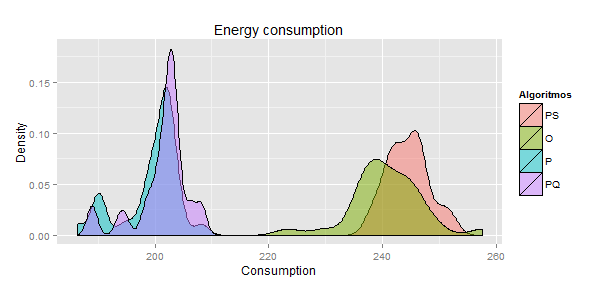 Energy consumption
Density
0.15
0.10
0.05
0.00
200
220
240
260
Consumption
Algoritmos
PS
O
P
PQ